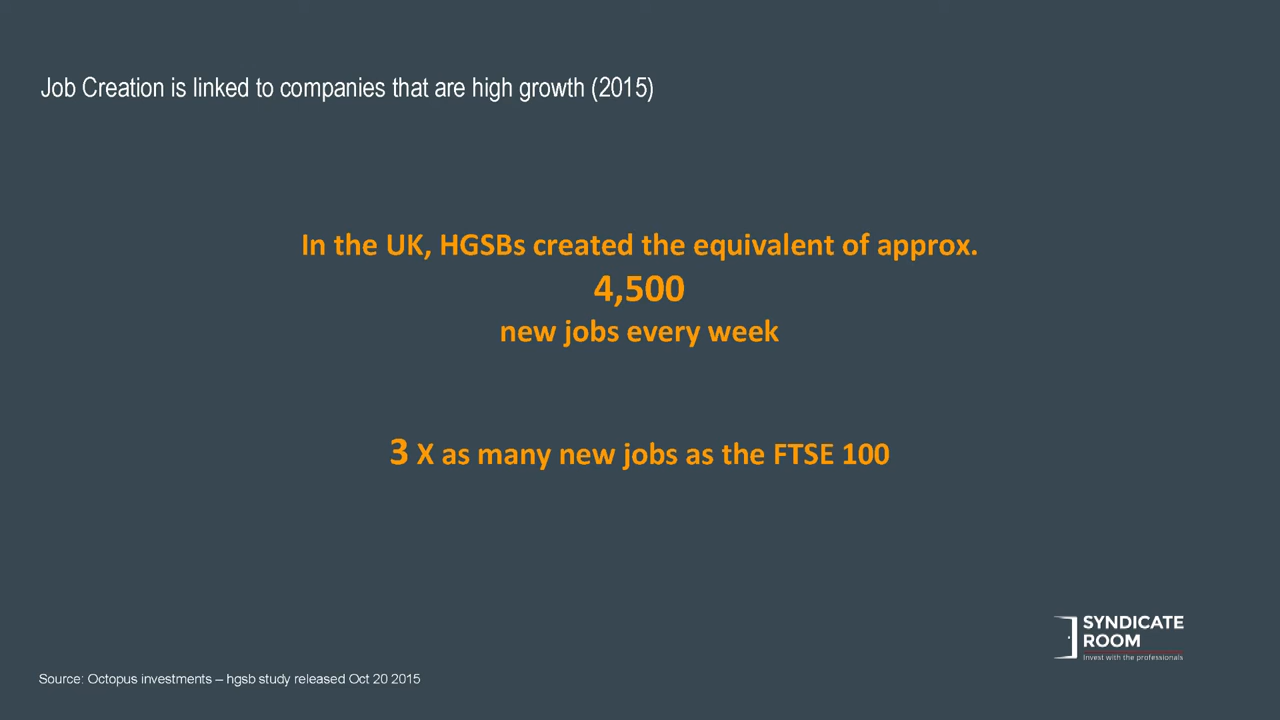 Job Creation is linked to companies that are high growth (2015)
In the UK, HGSBs created the equivalent of approx.
4,500
new jobs every week
3 X as many new jobs as the FTSE 100
SYNDICATE
ROOM
Invest with the professionals
Source: Octopus investments – hgsb study released Oct 20 2015